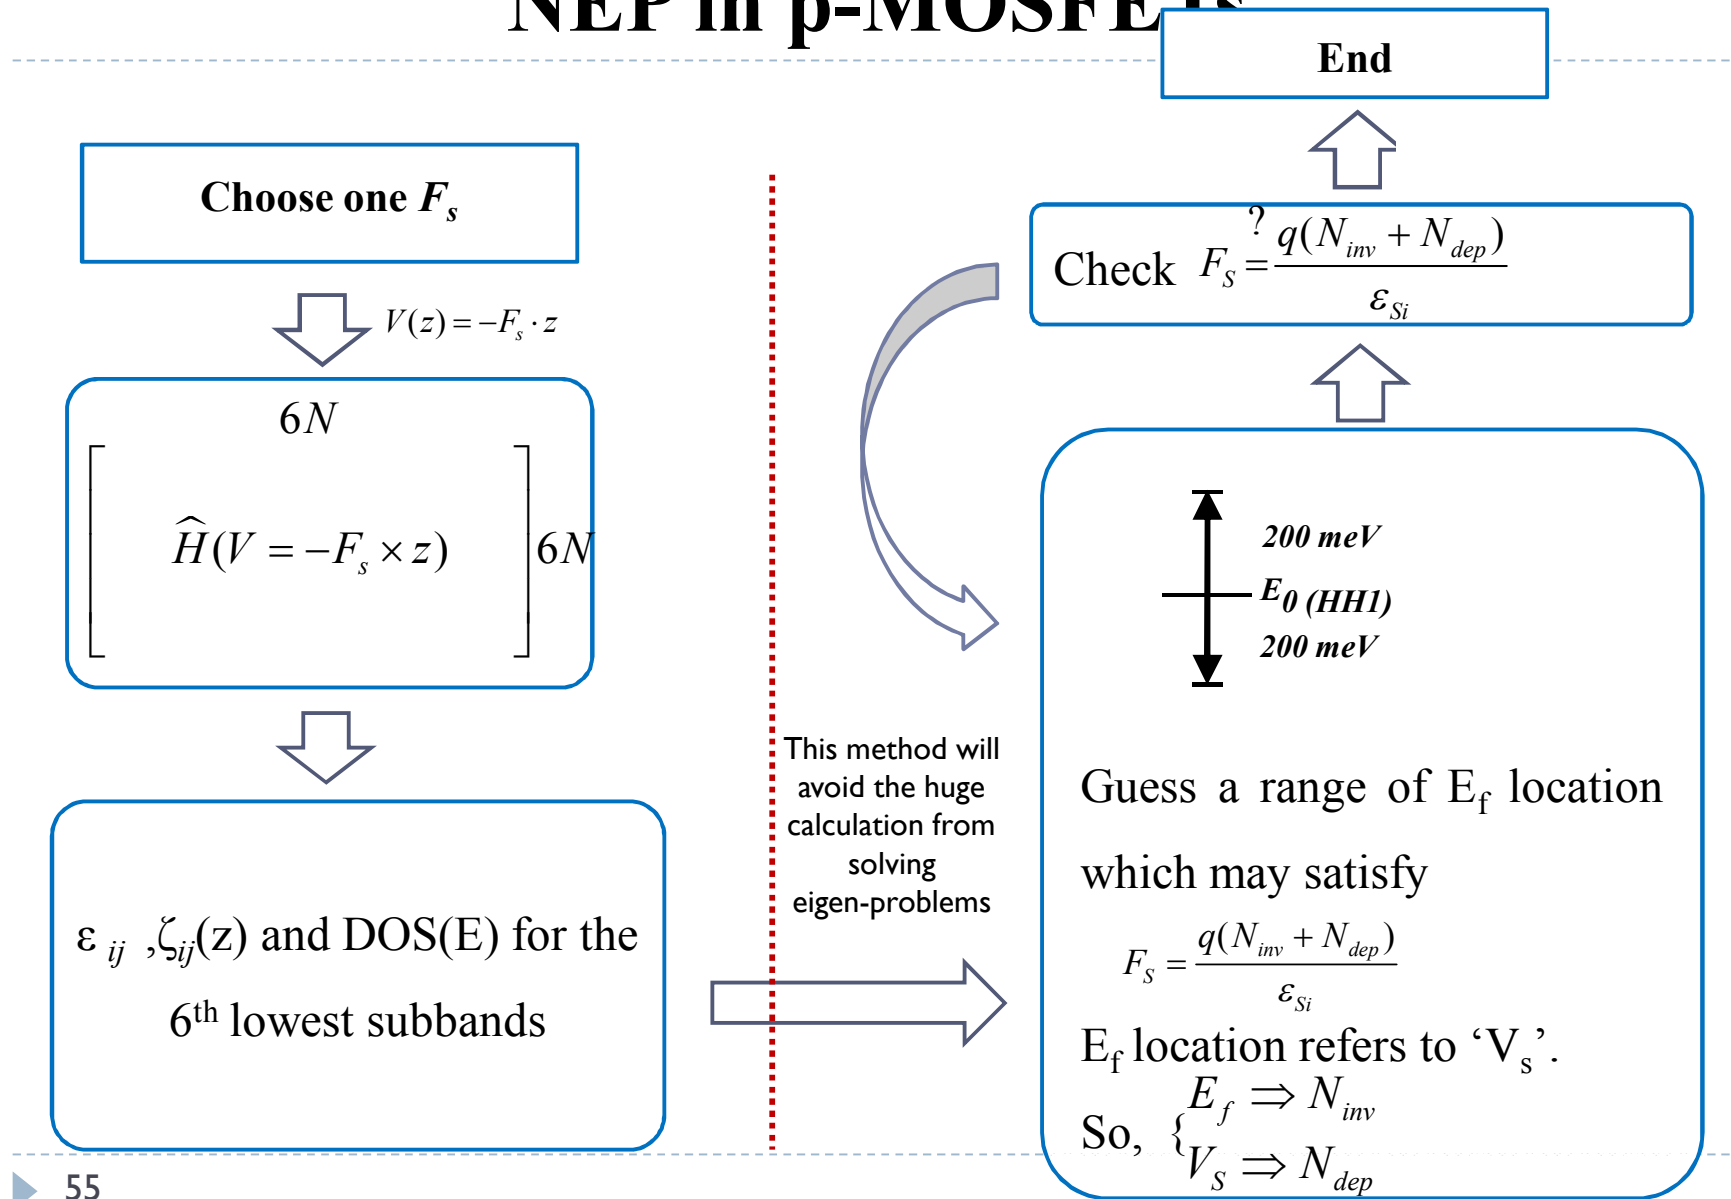 NEP in p-MOSFETs
End
Choose one F_s
V(z) = −F_s · z
6N
Ĥ(V = −F_s × z)
6N
ε_ij ,ζ_ij(z) and DOS(E) for the
6th lowest subbands
This method will
avoid the huge
calculation from
solving
eigen-problems
Check F_S =? q(N_inv + N_dep) / ε_Si
200 meV
E_0 (HH1)
200 meV
Guess a range of E_f location
which may satisfy
F_S = q(N_inv + N_dep) / ε_Si
E_f location refers to ‘V_s’.
So, { E_f ⇒ N_inv
V_S ⇒ N_dep
55